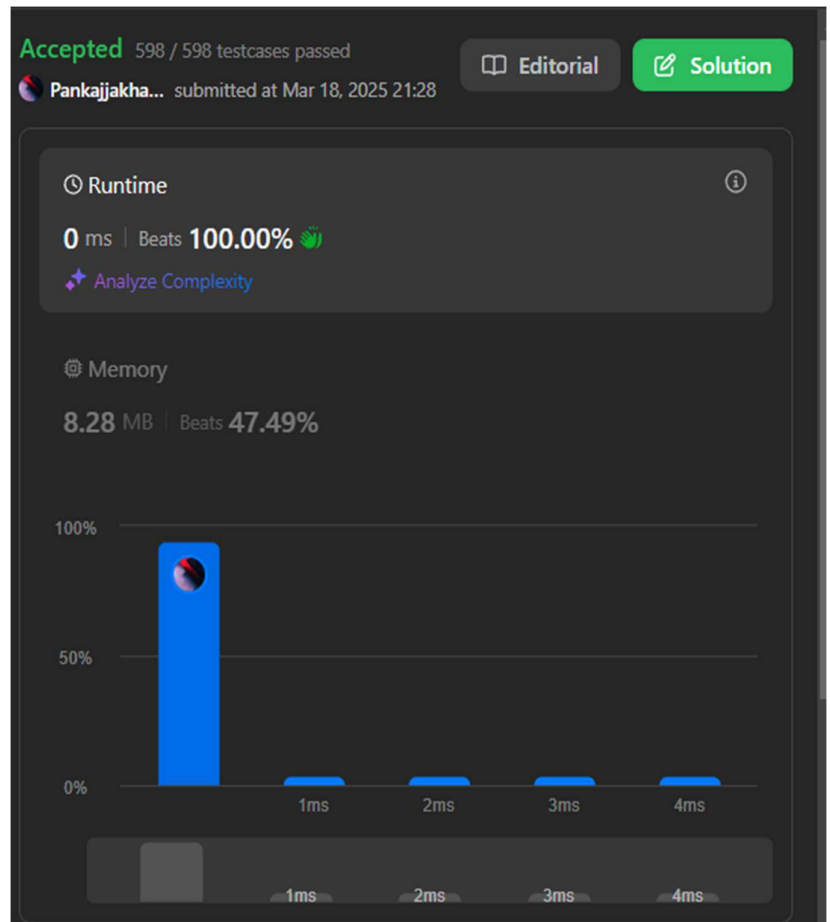 Accepted 598 / 598 testcases passed
Editorial
Solution
Pankajjakha... submitted at Mar 18, 2025 21:28
Runtime
0 ms | Beats 100.00%
Analyze Complexity
Memory
8.28 MB | Beats 47.49%
100%
50%
0%
1ms 2ms 3ms 4ms
1ms 2ms 3ms 4ms